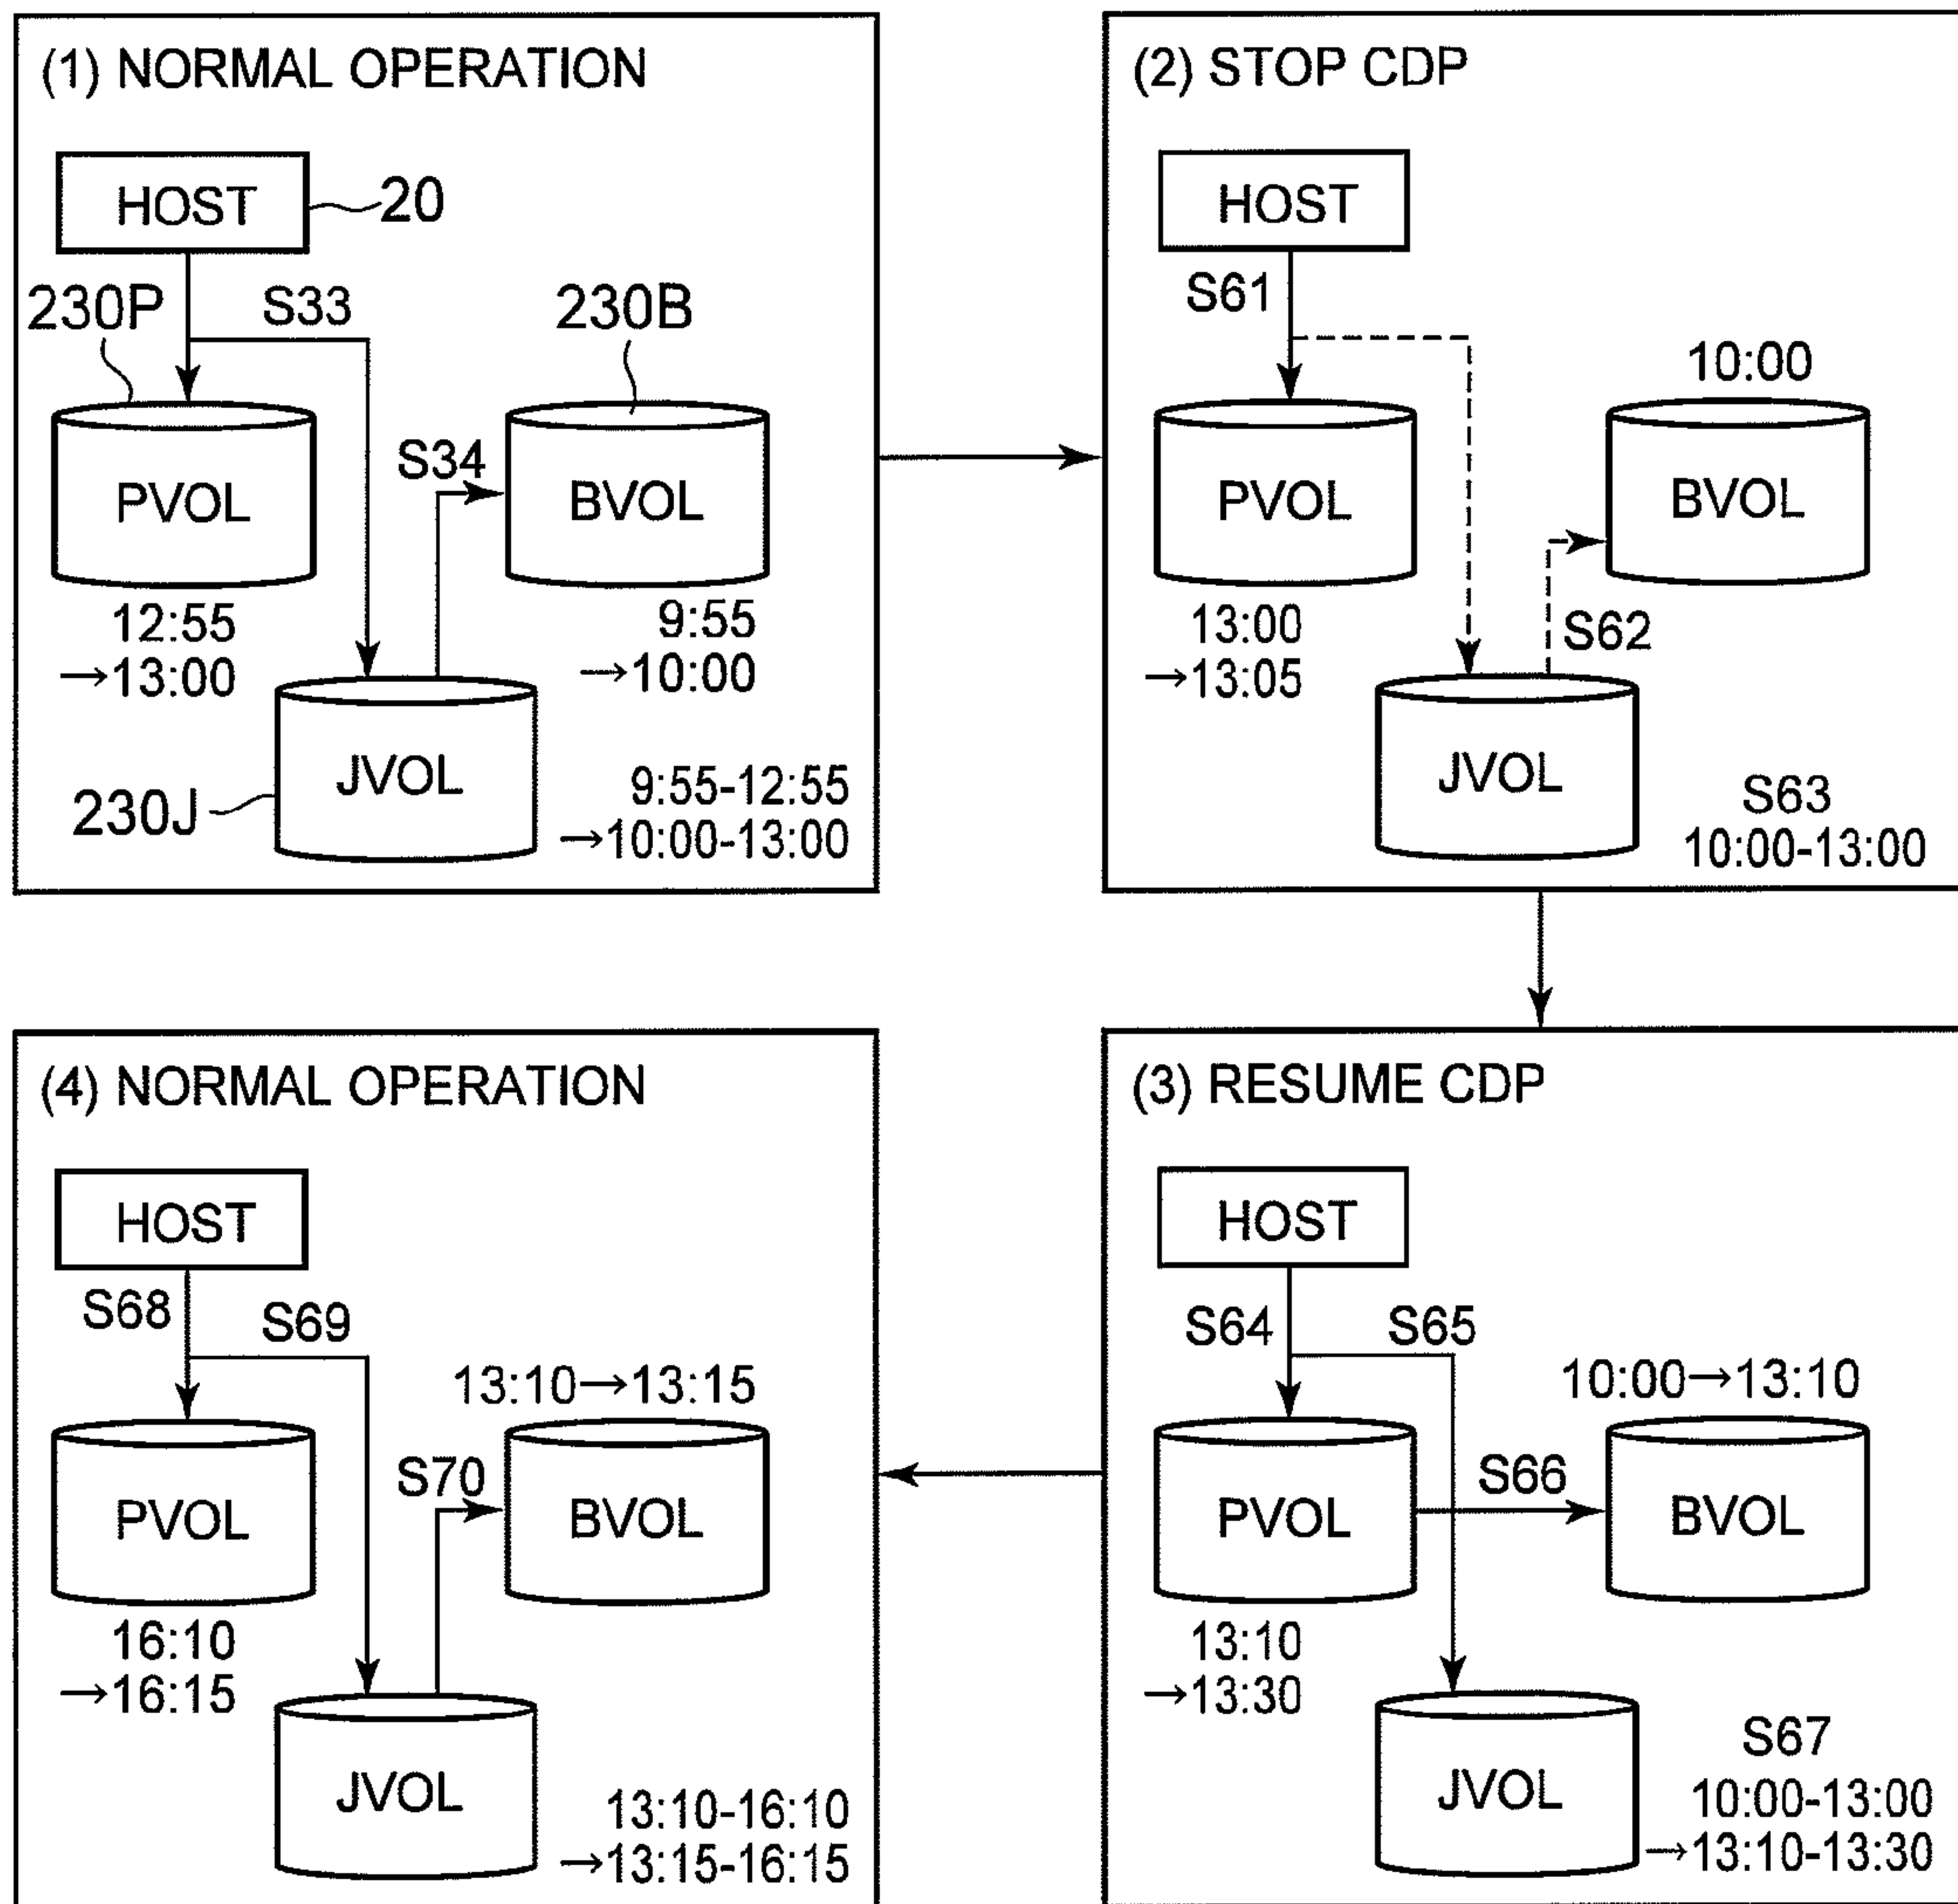 (1) NORMAL OPERATION
HOST
20
230P
S33
230B
S34
PVOL
BVOL
12:55
→13:00
9:55
→10:00
JVOL
230J
9:55-12:55
→10:00-13:00
(2) STOP CDP
HOST
S61
10:00
PVOL
BVOL
13:00
→13:05
S62
JVOL
S63
10:00-13:00
(3) RESUME CDP
HOST
S64
S65
10:00→13:10
S66
PVOL
BVOL
13:10
→13:30
JVOL
S67
10:00-13:00
→13:10-13:30
(4) NORMAL OPERATION
HOST
S68
S69
13:10→13:15
S70
PVOL
BVOL
16:10
→16:15
JVOL
13:10-16:10
→13:15-16:15